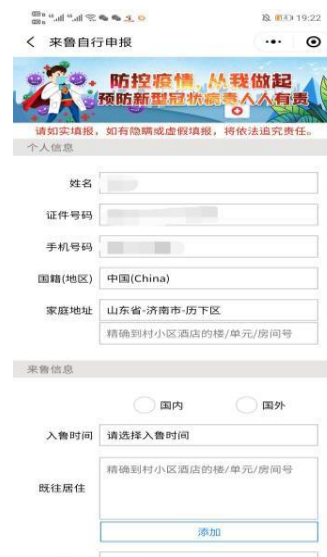 19:22
来鲁自行申报
防控疫情，从我做起
预防新型冠状病毒人人有责
请如实填报，如有隐瞒或虚假填报，将依法追究责任。
个人信息
姓名
证件号码
手机号码
国籍(地区) 中国(China)
家庭地址 山东省-济南市-历下区
精确到村小区酒店的楼/单元/房间号
来鲁信息
国内 国外
入鲁时间 请选择入鲁时间
精确到村小区酒店的楼/单元/房间号
既往居住
添加